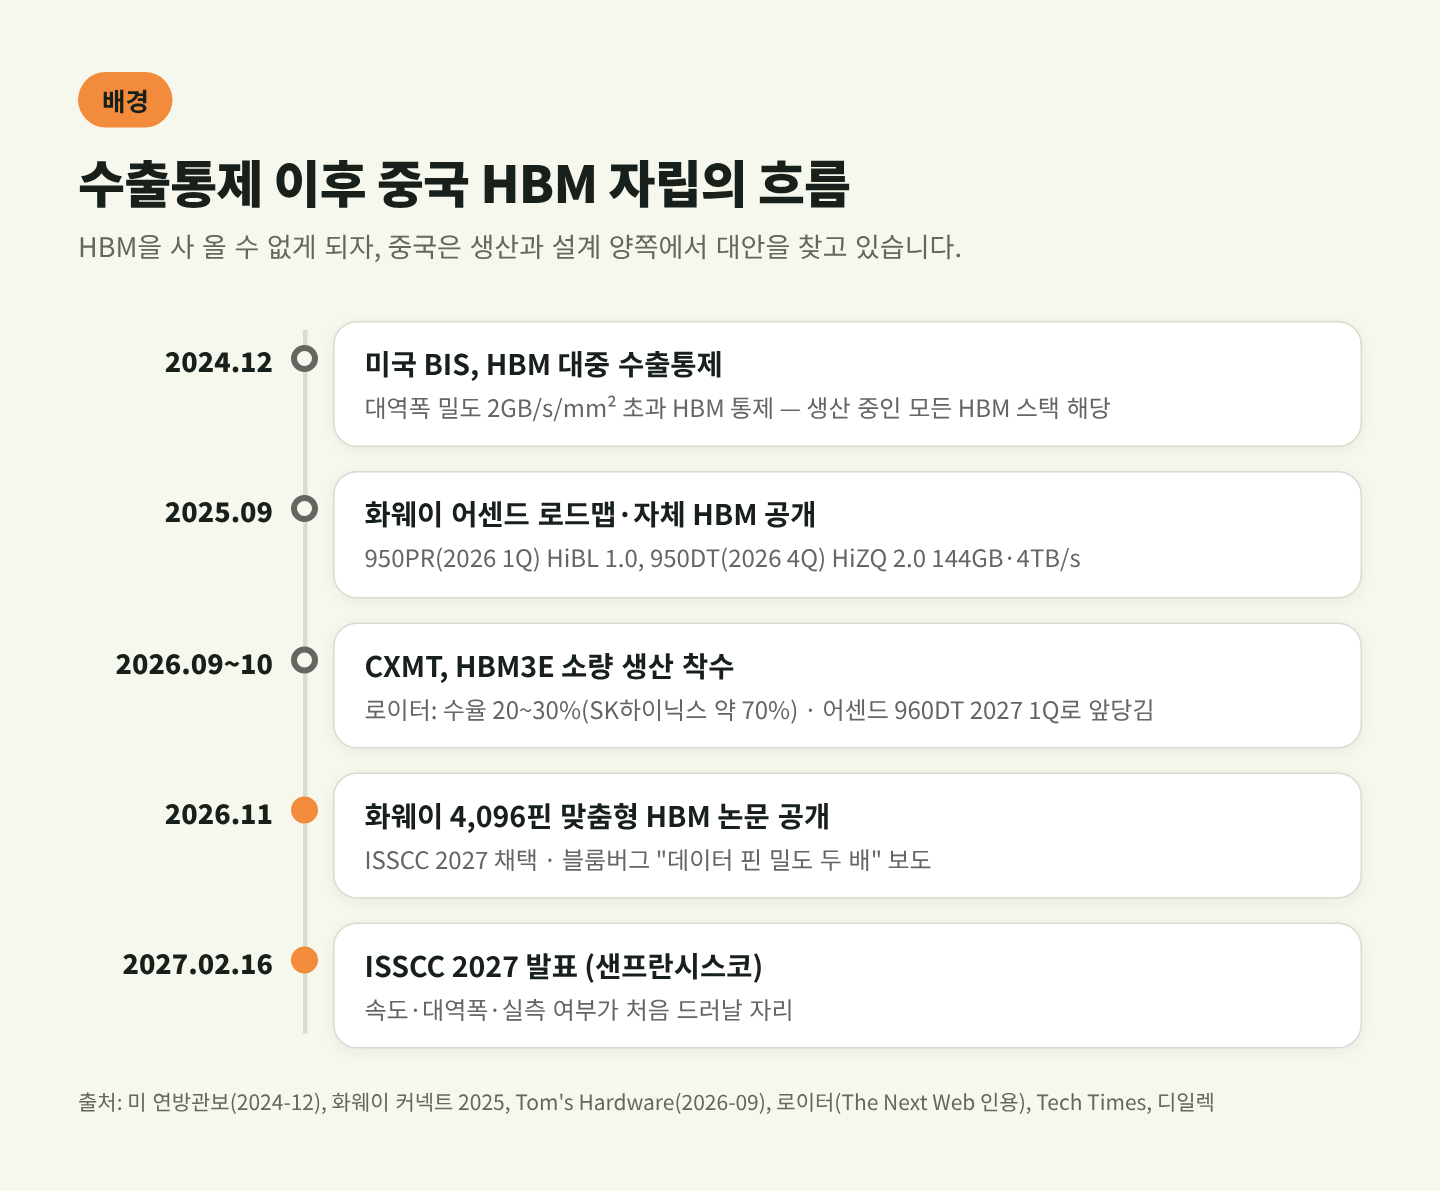 배경
수출통제 이후 중국 HBM 자립의 흐름
HBM을 사 올 수 없게 되자, 중국은 생산과 설계 양쪽에서 대안을 찾고 있습니다.
2024.12
미국 BIS, HBM 대중 수출통제
대역폭 밀도 2GB/s/mm² 초과 HBM 통제 — 생산 중인 모든 HBM 스택 해당
2025.09
화웨이 어센드 로드맵·자체 HBM 공개
950PR(2026 1Q) HiBL 1.0, 950DT(2026 4Q) HiZQ 2.0 144GB·4TB/s
2026.09~10
CXMT, HBM3E 소량 생산 착수
로이터: 수율 20~30%(SK하이닉스 약 70%) · 어센드 960DT 2027 1Q로 앞당김
2026.11
화웨이 4,096핀 맞춤형 HBM 논문 공개
ISSCC 2027 채택 · 블룸버그 "데이터 핀 밀도 두 배" 보도
2027.02.16
ISSCC 2027 발표 (샌프란시스코)
속도·대역폭·실측 여부가 처음 드러날 자리
출처: 미 연방관보(2024-12), 화웨이 커넥트 2025, Tom's Hardware(2026-09), 로이터(The Next Web 인용), Tech Times, 디일렉